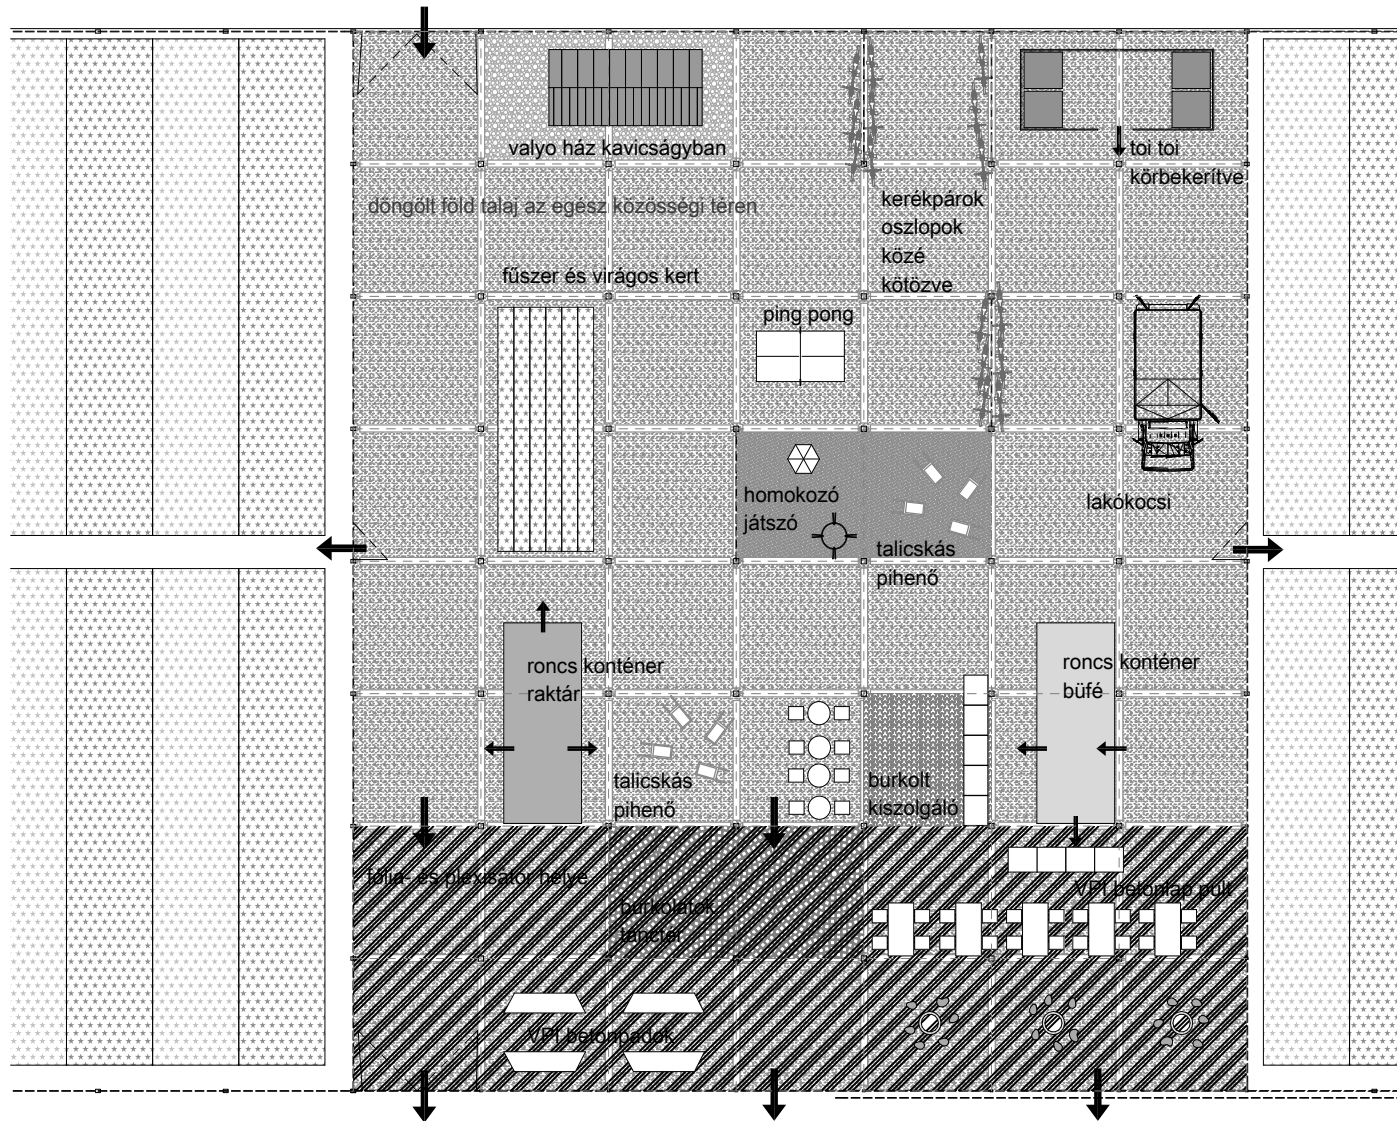 valyo ház kavicságyban
toi toi
körbekerítve
döngölt föld talaj az egész közösségi téren
kerékpárok
oszlopok
közé
kötözve
fűszer és virágos kert
ping pong
homokozó
játszó
talicskás
pihenő
lakókocsi
roncs konténer
raktár
roncs konténer
büfé
talicskás
pihenő
burkolt
kiszolgáló
fólia- és plexisátor helye
VPI betonlap pult
burkolatok
táncter
VPI betonpadok